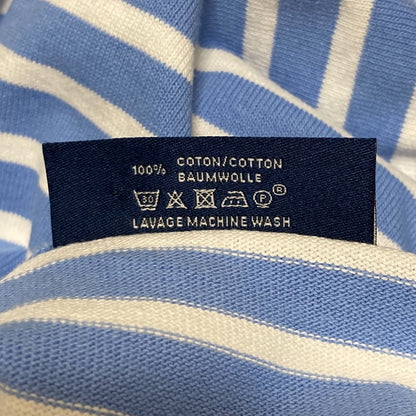 100% COTON/COTTON
BAUMWOLLE
30 P ®
LAVAGE MACHINE WASH